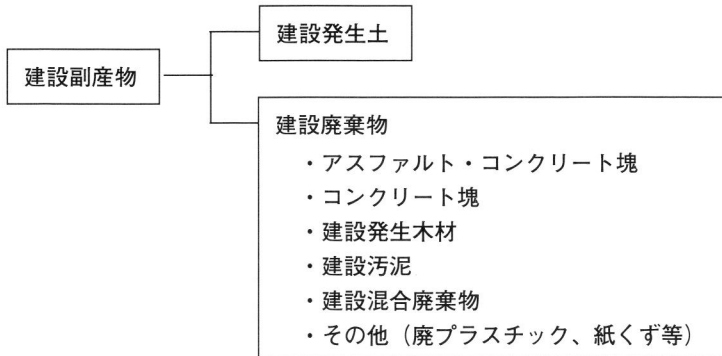 建設発生土
建設副産物
建設廃棄物
・アスファルト・コンクリート塊
・コンクリート塊
・建設発生木材
・建設汚泥
・建設混合廃棄物
・その他（廃プラスチック、紙くず等）